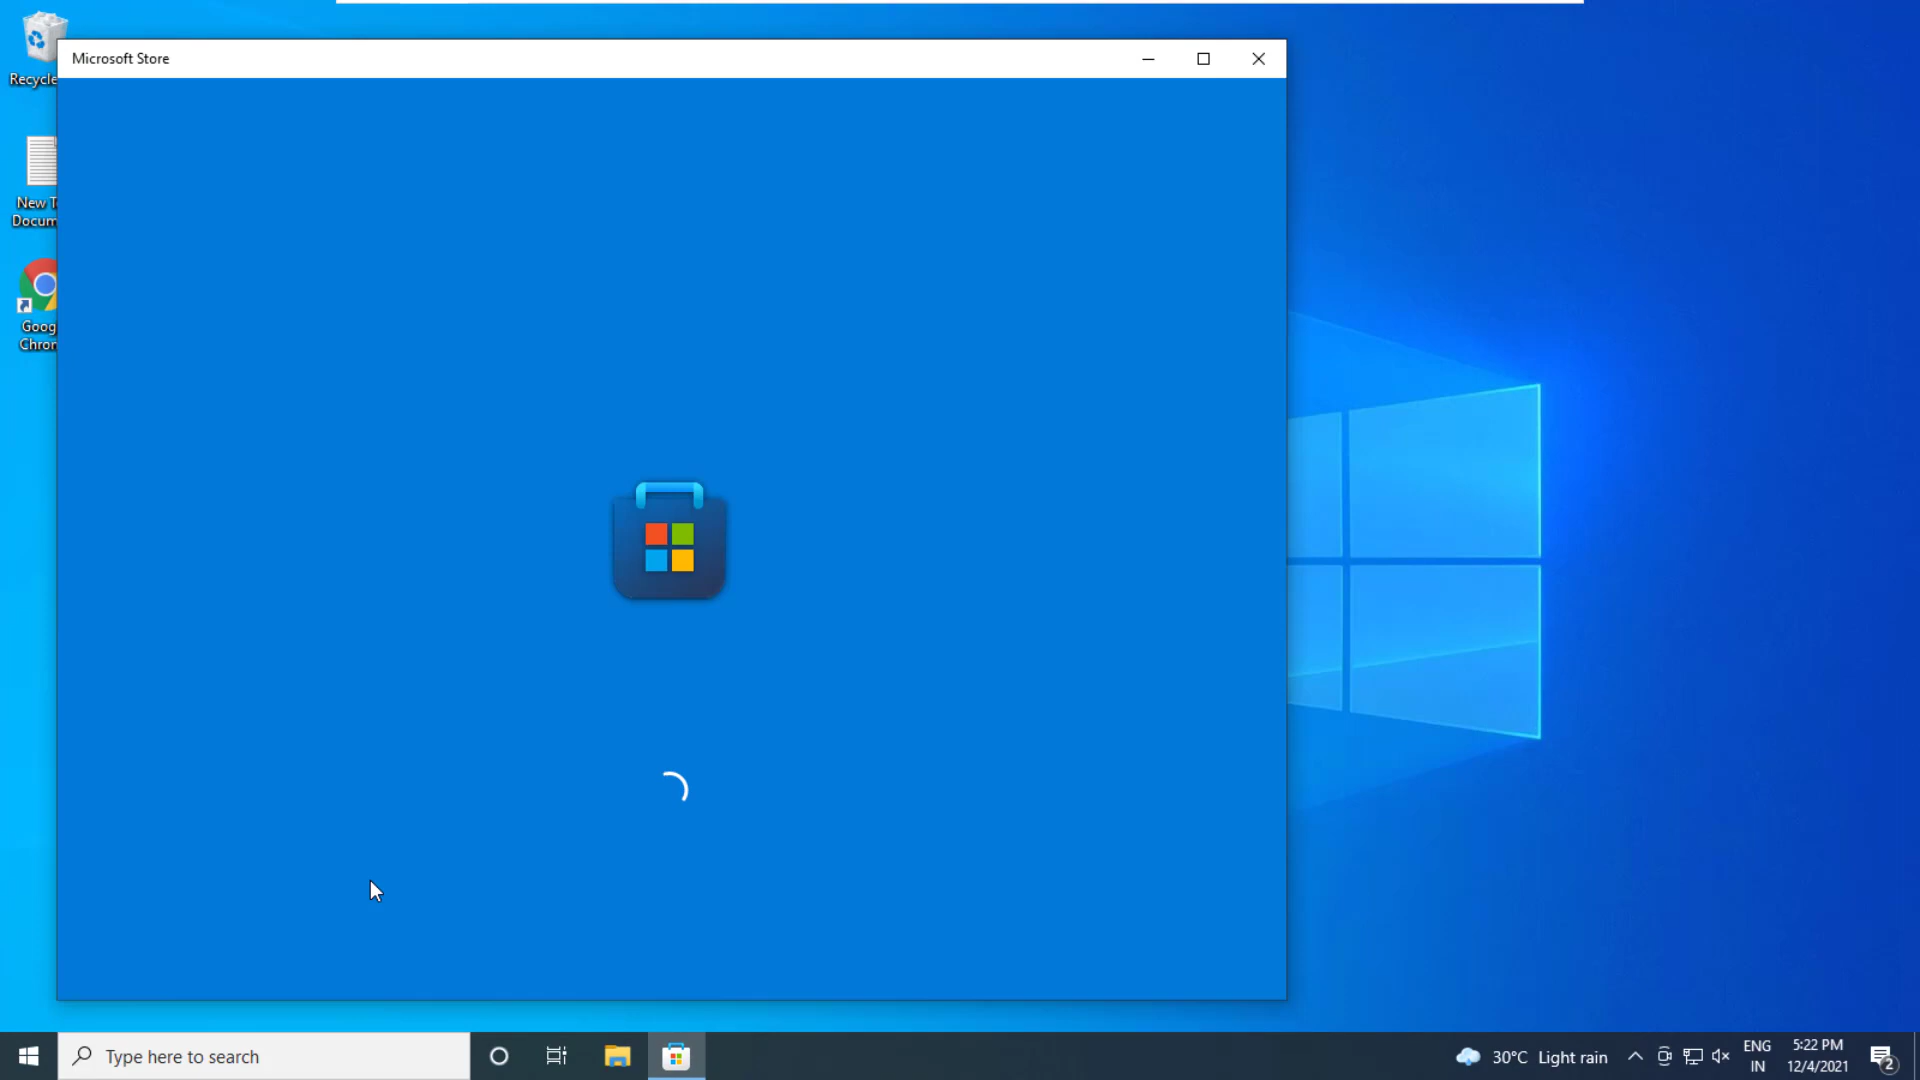 Microsoft Store
Recycle
New T
Docum
Goog
Chron
Type here to search
30°C Light rain
ENG
IN
5:22 PM
12/4/2021
2